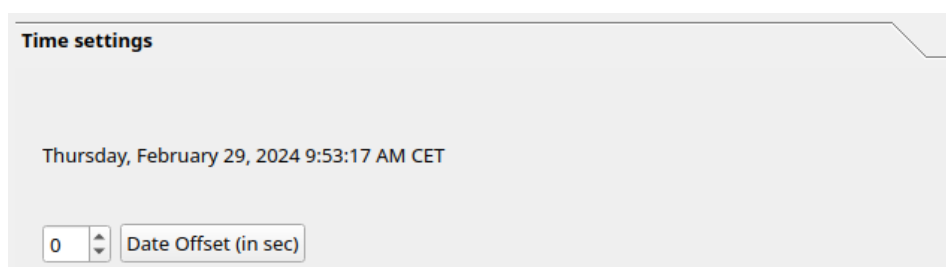 Time settings
Thursday, February 29, 2024 9:53:17 AM CET
0 Date Offset (in sec)